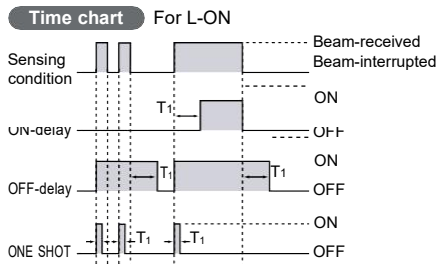 Time chart For L-ON
Sensing condition
Beam-received
Beam-interrupted
T1
ON
ON-delay
OFF
T1
T1
ON
OFF-delay
OFF
T1
T1
ON
ONE SHOT
OFF